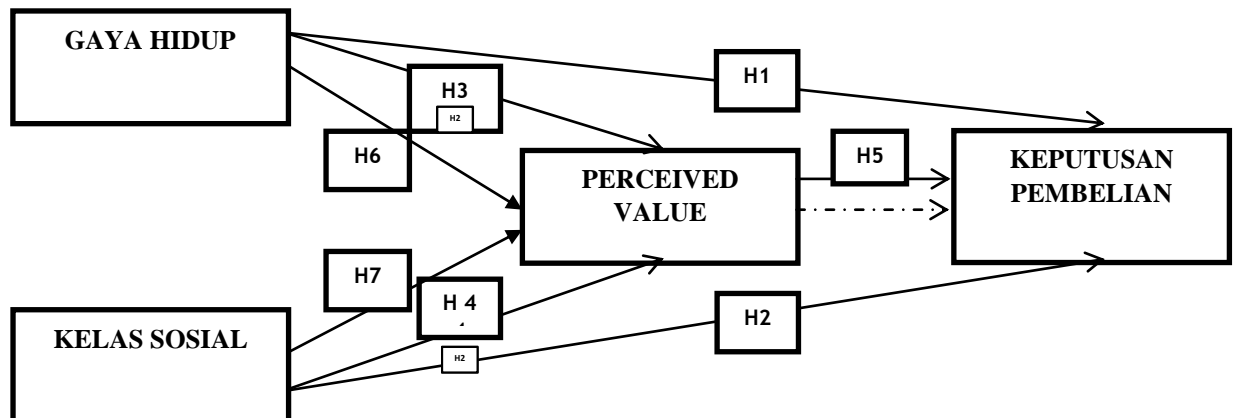 GAYA HIDUP
H1
H3
H2
H6
PERCEIVED
VALUE
H5
KEPUTUSAN
PEMBELIAN
H7
H 4
KELAS SOSIAL
H2
H2